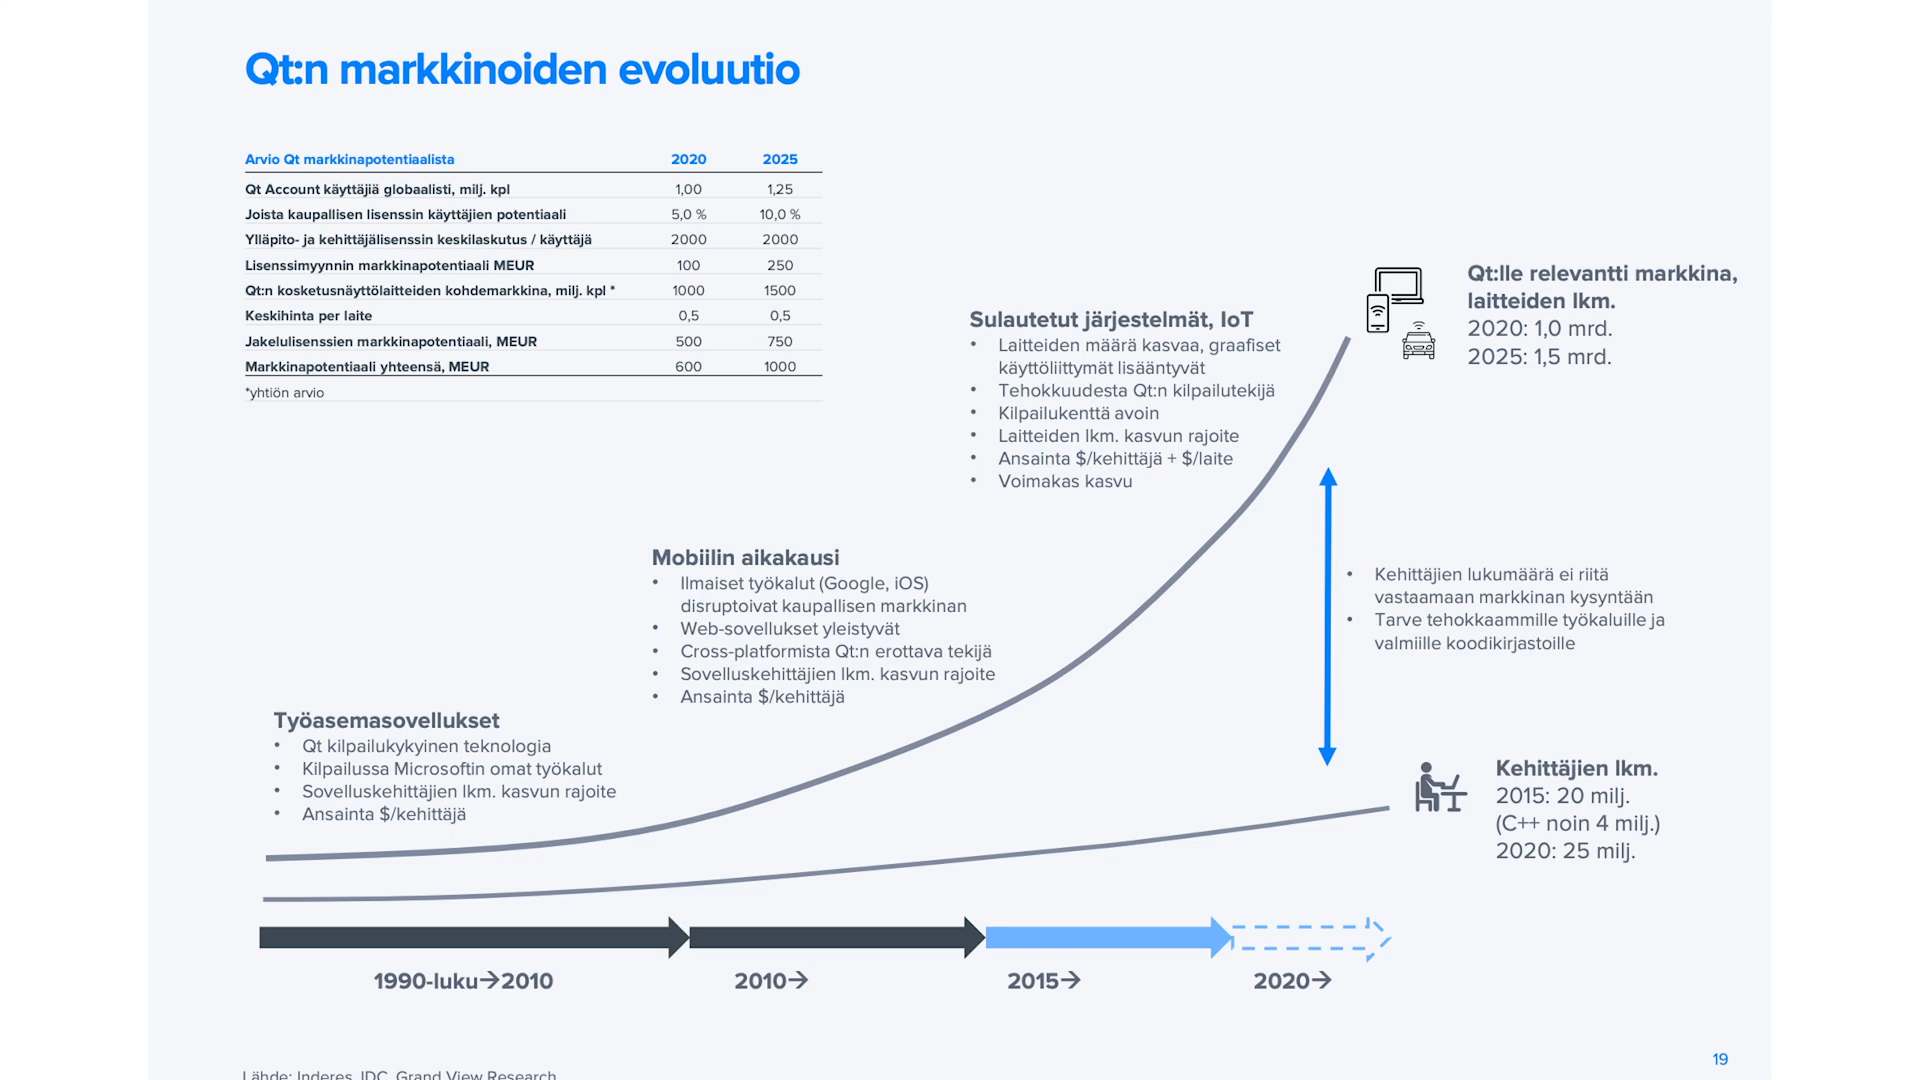 Qt:n markkinoiden evoluutio
Arvio Qt markkinapotentiaalista 2020 2025
Qt Account käyttäjiä globaalisti, milj. kpl 1,00 1,25
Joista kaupallisen lisenssin käyttäjien potentiaali 5,0 % 10,0 %
Ylläpito- ja kehittäjälisenssin keskilaskutus / käyttäjä 2000 2000
Lisenssimyynnin markkinapotentiaali MEUR 100 250
Qt:n kosketusnäyttölaitteiden kohdemarkkina, milj. kpl * 1000 1500
Keskihinta per laite 0,5 0,5
Jakelulisenssien markkinapotentiaali, MEUR 500 750
Markkinapotentiaali yhteensä, MEUR 600 1000
*yhtiön arvio
Qt:lle relevantti markkina,
laitteiden lkm.
2020: 1,0 mrd.
2025: 1,5 mrd.
Sulautetut järjestelmät, IoT
• Laitteiden määrä kasvaa, graafiset
käyttöliittymät lisääntyvät
• Tehokkuudesta Qt:n kilpailutekijä
• Kilpailukenttä avoin
• Laitteiden lkm. kasvun rajoite
• Ansainta $/kehittäjä + $/laite
• Voimakas kasvu
Mobiilin aikakausi
• Ilmaiset työkalut (Google, iOS)
disruptoivat kaupallisen markkinan
• Web-sovellukset yleistyvät
• Cross-platformista Qt:n erottava tekijä
• Sovelluskehittäjien lkm. kasvun rajoite
• Ansainta $/kehittäjä
• Kehittäjien lukumäärä ei riitä
vastaamaan markkinan kysyntään
• Tarve tehokkaammille työkaluille ja
valmiille koodikirjastoille
Työasemasovellukset
• Qt kilpailukykyinen teknologia
• Kilpailussa Microsoftin omat työkalut
• Sovelluskehittäjien lkm. kasvun rajoite
• Ansainta $/kehittäjä
Kehittäjien lkm.
2015: 20 milj.
(C++ noin 4 milj.)
2020: 25 milj.
1990-luku→2010 2010→ 2015→ 2020→
19
Lähde: Inderes, IDC, Grand View Research